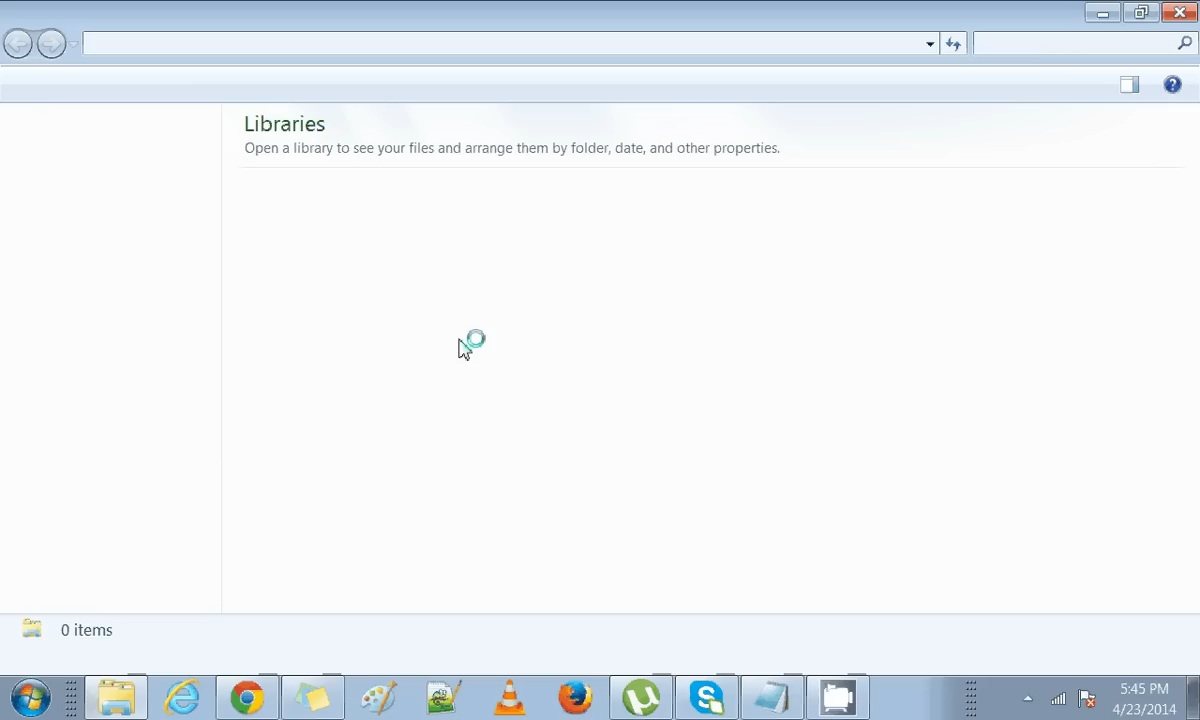 Libraries
Open a library to see your files and arrange them by folder, date, and other properties.
0 items
5:45 PM
4/23/2014